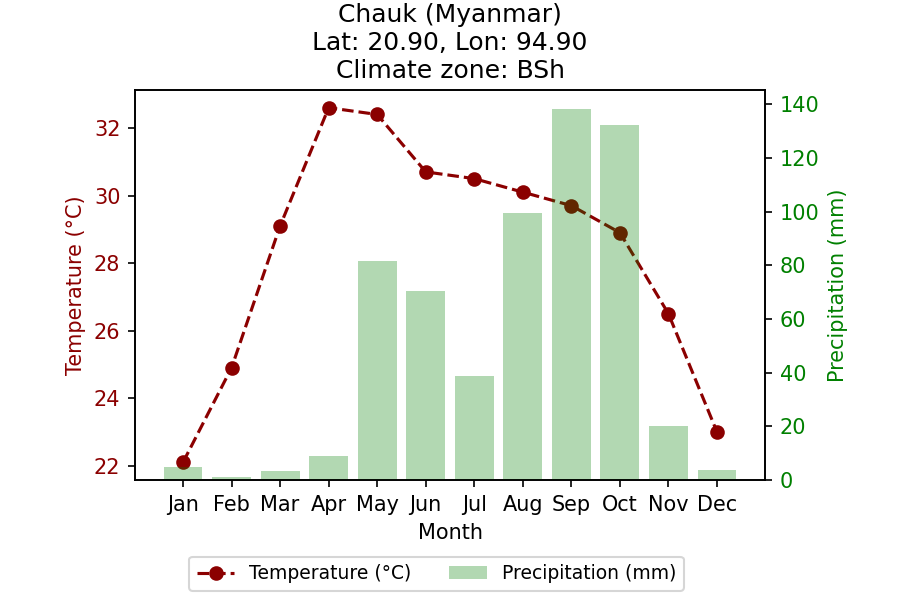 Chauk (Myanmar)
Lat: 20.90, Lon: 94.90
Climate zone: BSh
Temperature (°C)
32
30
28
26
24
22
140
120
100
80
60
40
20
0
Precipitation (mm)
Jan Feb Mar Apr May Jun Jul Aug Sep Oct Nov Dec
Month
Temperature (°C) Precipitation (mm)